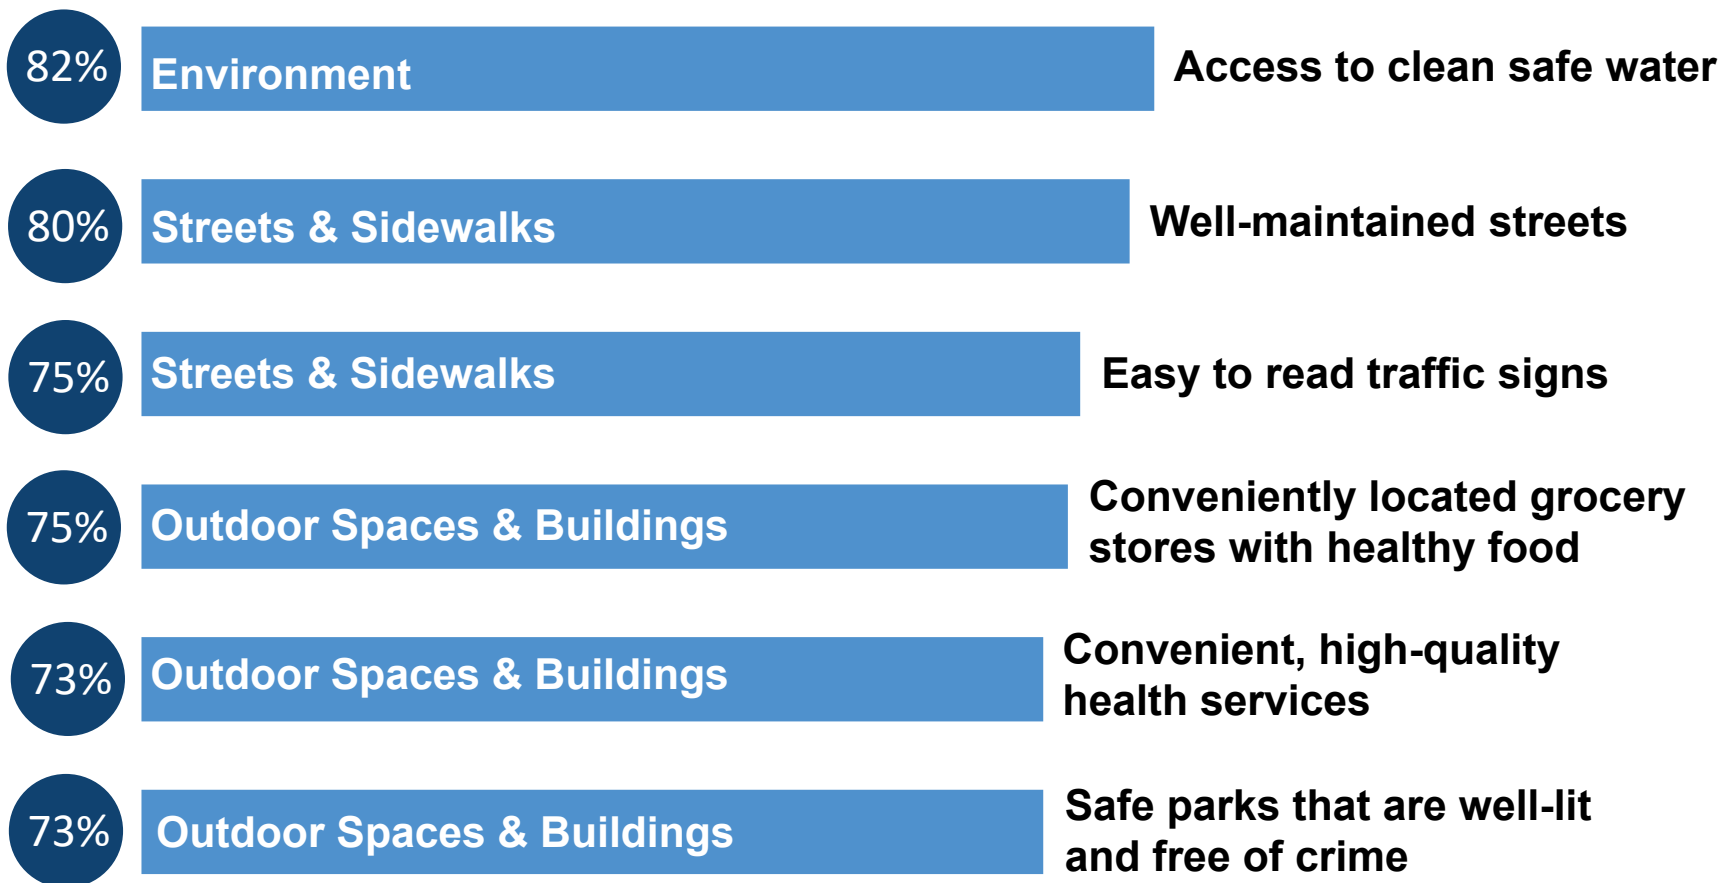 82%
Environment
Access to clean safe water
80%
Streets & Sidewalks
Well-maintained streets
75%
Streets & Sidewalks
Easy to read traffic signs
75%
Outdoor Spaces & Buildings
Conveniently located grocery
stores with healthy food
73%
Outdoor Spaces & Buildings
Convenient, high-quality
health services
73%
Outdoor Spaces & Buildings
Safe parks that are well-lit
and free of crime